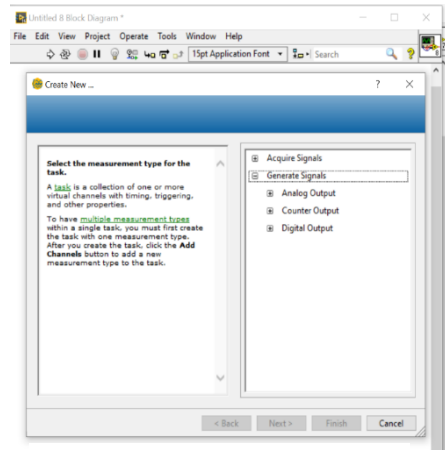 Untitled 8 Block Diagram *
File Edit View Project Operate Tools Window Help
15pt Application Font
Search
?
Create New ...
?
Select the measurement type for the
task.
A task is a collection of one or more
virtual channels with timing, triggering,
and other properties.
To have multiple measurement types
within a single task, you must first create
the task with one measurement type.
After you create the task, click the Add
Channels button to add a new
measurement type to the task.
Acquire Signals
Generate Signals
Analog Output
Counter Output
Digital Output
< Back Next > Finish Cancel